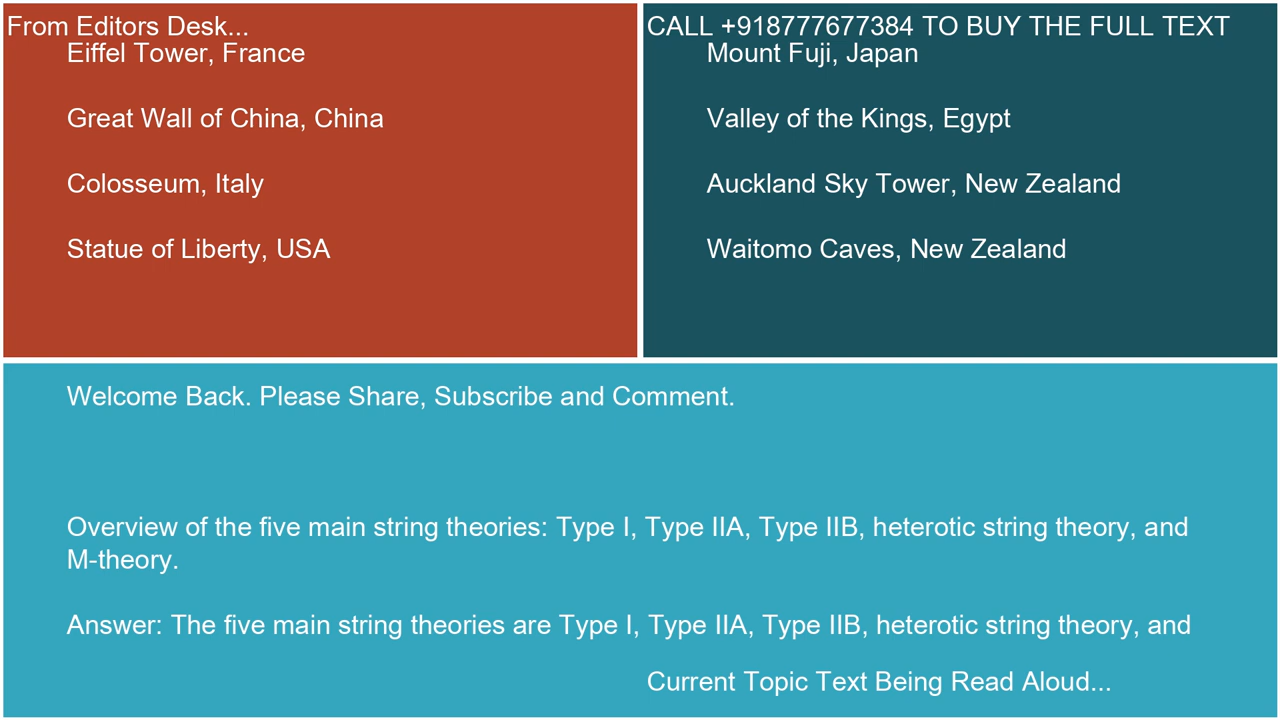 From Editors Desk...
Eiffel Tower, France
Great Wall of China, China
Colosseum, Italy
Statue of Liberty, USA
CALL +918777677384 TO BUY THE FULL TEXT
Mount Fuji, Japan
Valley of the Kings, Egypt
Auckland Sky Tower, New Zealand
Waitomo Caves, New Zealand
Welcome Back. Please Share, Subscribe and Comment.
Overview of the five main string theories: Type I, Type IIA, Type IIB, heterotic string theory, and
M-theory.
Answer: The five main string theories are Type I, Type IIA, Type IIB, heterotic string theory, and
Current Topic Text Being Read Aloud...